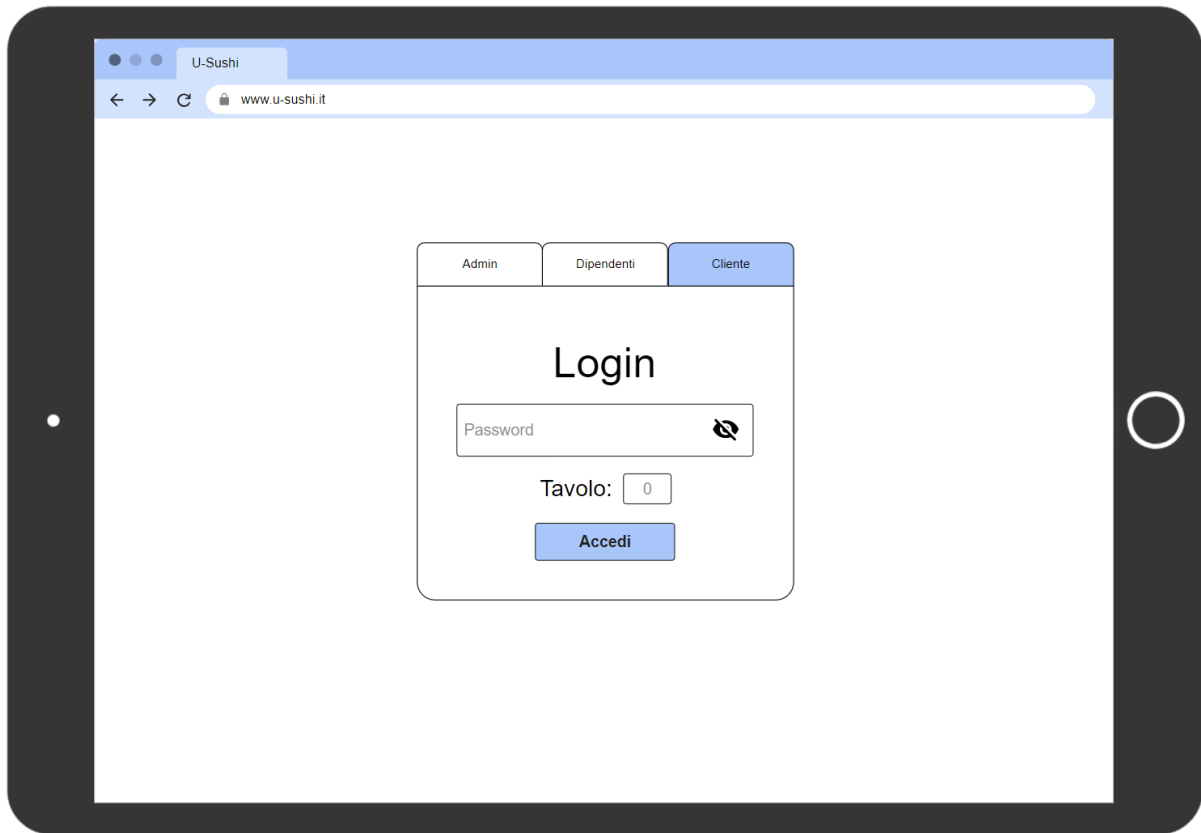 U-Sushi
www.u-sushi.it
Admin Dipendenti Cliente
Login
Password
Tavolo: 0
Accedi